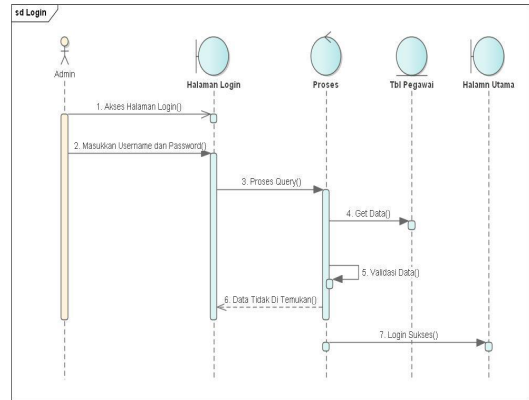 sd Login
Admin
Halaman Login
Proses
Tbl Pegawai
Halamn Utama
1. Akses Halaman Login()
2. Masukkan Username dan Password()
3. Proses Query()
4. Get Data()
5. Validasi Data()
6. Data Tidak Di Temukan()
7. Login Sukses()